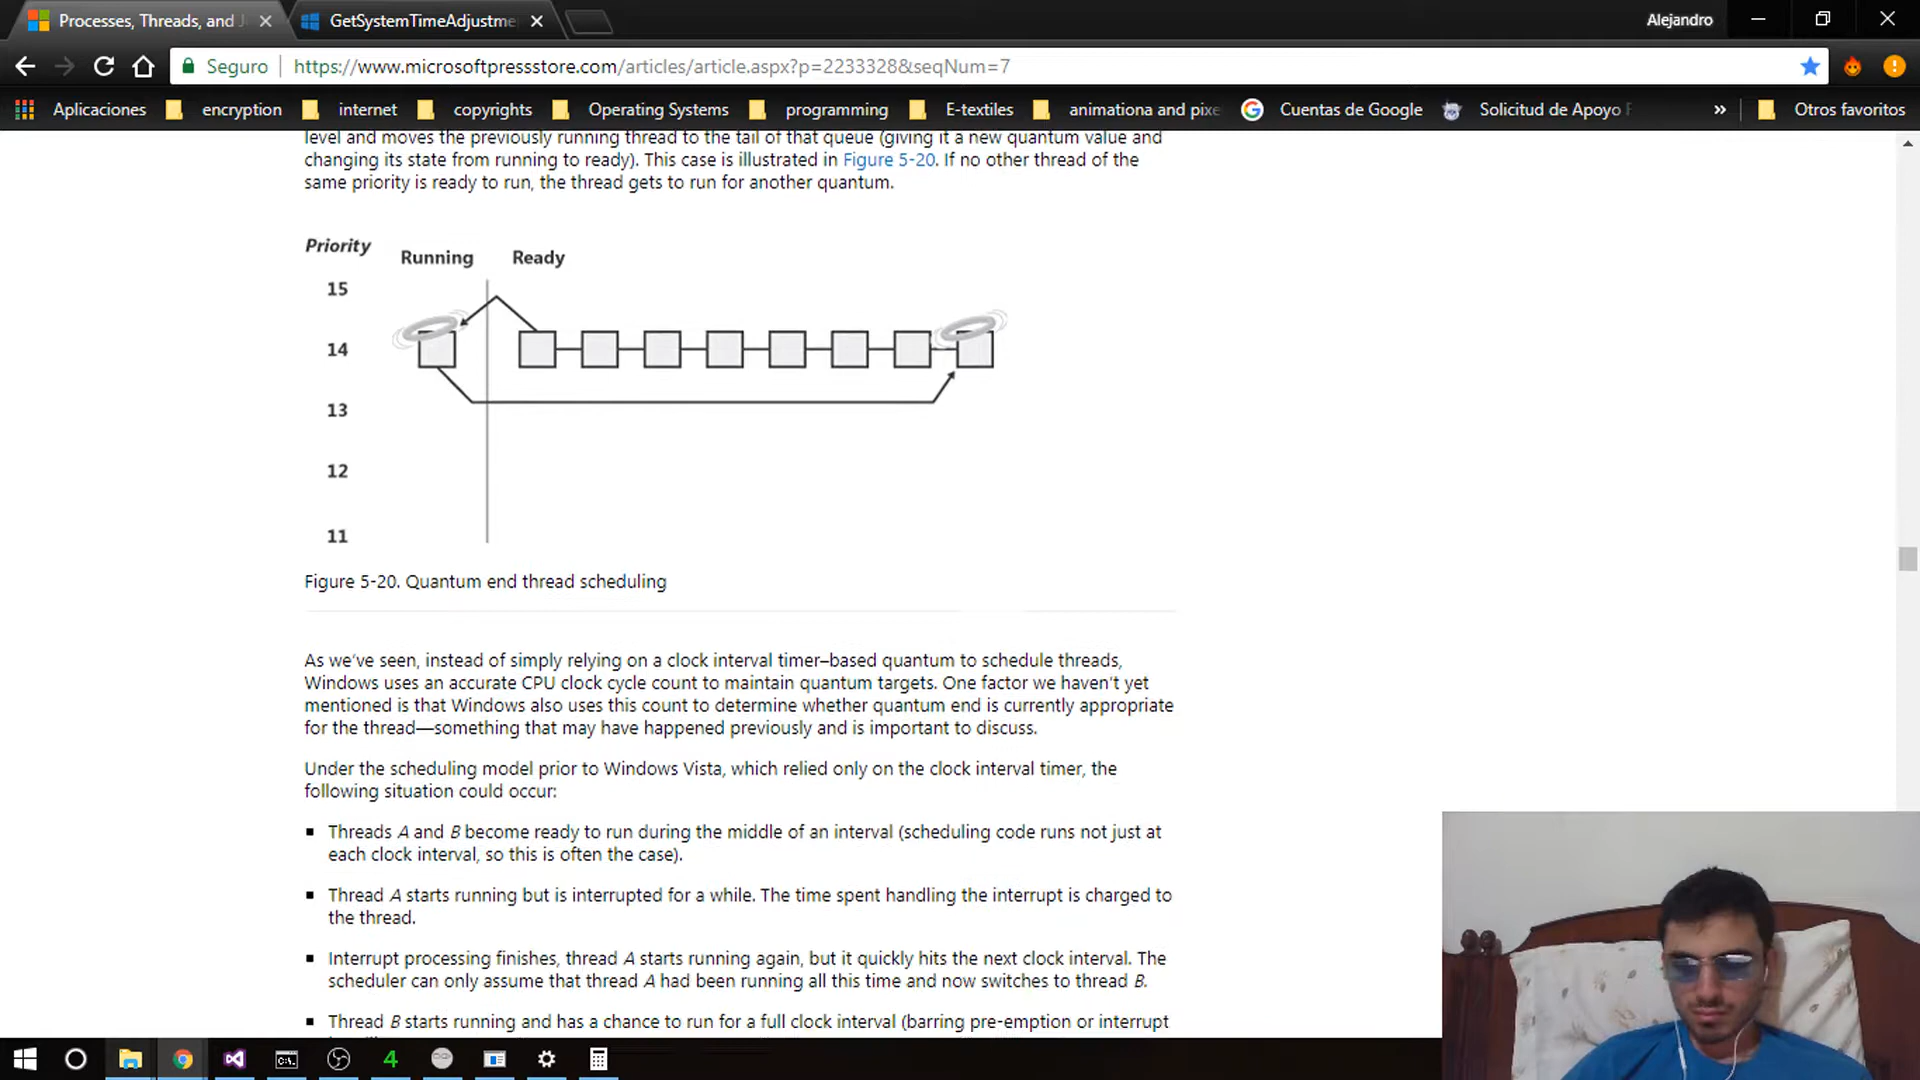 Processes, Threads, and J
GetSystemTimeAdjustme
Alejandro
Seguro
https://www.microsoftpressstore.com/articles/article.aspx?p=2233328&seqNum=7
Aplicaciones
encryption
internet
copyrights
Operating Systems
programming
E-textiles
animationa and pixe
Cuentas de Google
Solicitud de Apoyo
»
Otros favoritos
level and moves the previously running thread to the tail of that queue (giving it a new quantum value and
changing its state from running to ready). This case is illustrated in Figure 5-20. If no other thread of the
same priority is ready to run, the thread gets to run for another quantum.
Priority
Running
Ready
15
14
13
12
11
Figure 5-20. Quantum end thread scheduling
As we’ve seen, instead of simply relying on a clock interval timer–based quantum to schedule threads,
Windows uses an accurate CPU clock cycle count to maintain quantum targets. One factor we haven’t yet
mentioned is that Windows also uses this count to determine whether quantum end is currently appropriate
for the thread—something that may have happened previously and is important to discuss.
Under the scheduling model prior to Windows Vista, which relied only on the clock interval timer, the
following situation could occur:
Threads A and B become ready to run during the middle of an interval (scheduling code runs not just at
each clock interval, so this is often the case).
Thread A starts running but is interrupted for a while. The time spent handling the interrupt is charged to
the thread.
Interrupt processing finishes, thread A starts running again, but it quickly hits the next clock interval. The
scheduler can only assume that thread A had been running all this time and now switches to thread B.
Thread B starts running and has a chance to run for a full clock interval (barring pre-emption or interrupt
4